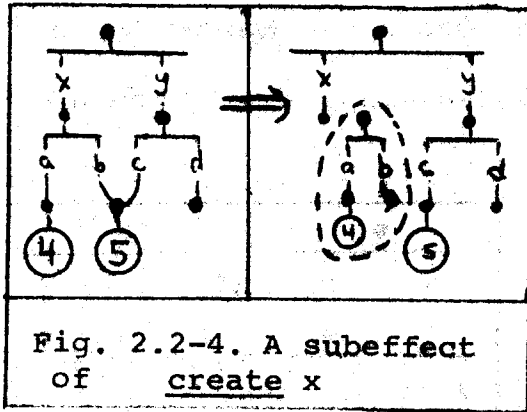 x y x y
a b c d a b c d
4 5 4 5
Fig. 2.2-4. A subeffect
of create x